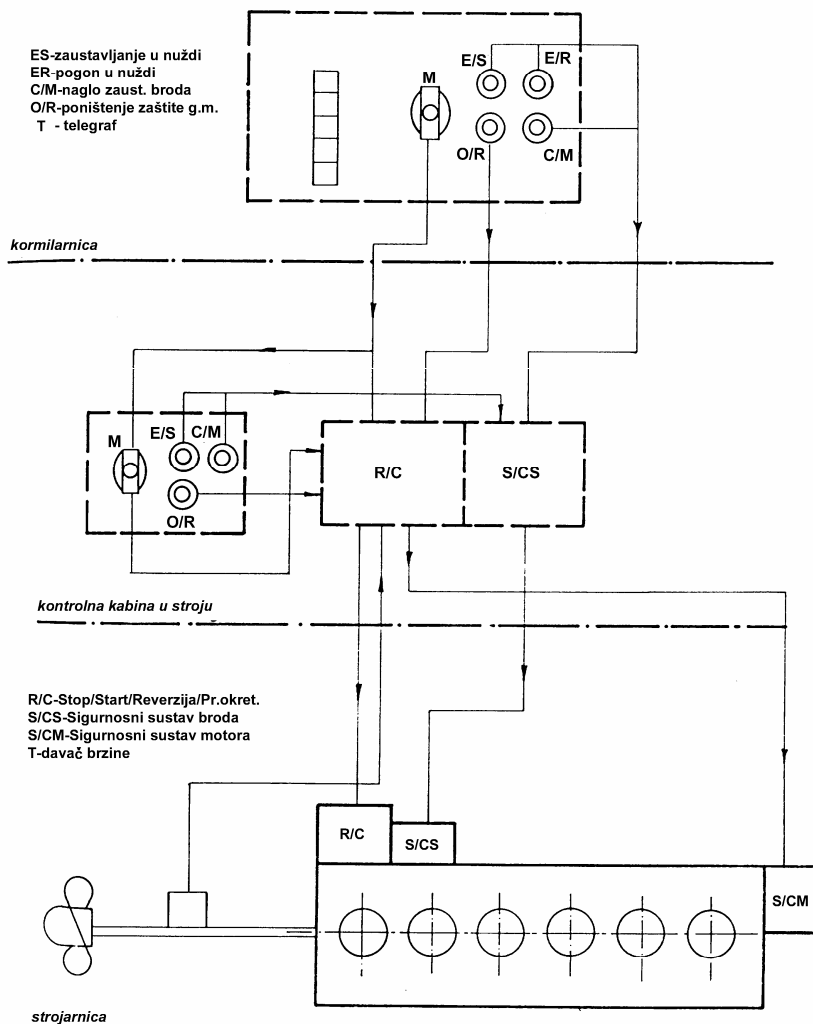 ES-zaustavljanje u nuždi
ER-pogon u nuždi
C/M-naglo zaust. broda
O/R-poništenje zaštite g.m.
T - telegraf
E/S
E/R
M
O/R
C/M
kormilarnica
M
E/S
C/M
O/R
R/C
S/CS
kontrolna kabina u stroju
R/C-Stop/Start/Reverzija/Pr.okret.
S/CS-Sigurnosni sustav broda
S/CM-Sigurnosni sustav motora
T-davač brzine
R/C
S/CS
S/CM
strojarnica